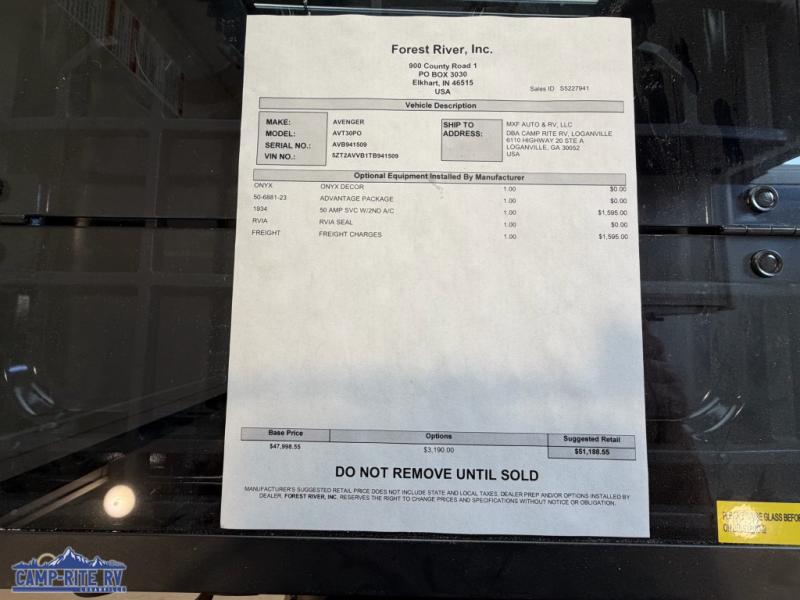 Forest River, Inc.
900 County Road 1
PO BOX 3030
Elkhart, IN 46515
USA
Sales ID S5227941
Vehicle Description
MAKE: AVENGER
MODEL: AVT30PO
SERIAL NO.: AVB941509
VIN NO.: 5ZT2AVVB1TB941509
SHIP TO ADDRESS:
MXF AUTO & RV, LLC
DBA CAMP RITE RV, LOGANVILLE
6110 HIGHWAY 20 STE A
LOGANVILLE, GA 30052
USA
Optional Equipment Installed By Manufacturer
ONYX ONYX DECOR 1.00 $0.00
50-6881-23 ADVANTAGE PACKAGE 1.00 $0.00
1934 50 AMP SVC W/2ND A/C 1.00 $1,595.00
RVIA RVIA SEAL 1.00 $0.00
FREIGHT FREIGHT CHARGES 1.00 $1,595.00
Base Price Options Suggested Retail
$47,998.55 $3,190.00 $51,188.55
DO NOT REMOVE UNTIL SOLD
MANUFACTURER'S SUGGESTED RETAIL PRICE DOES NOT INCLUDE STATE AND LOCAL TAXES, DEALER PREP AND/OR OPTIONS INSTALLED BY
DEALER. FOREST RIVER, INC. RESERVES THE RIGHT TO CHANGE PRICES AND SPECIFICATIONS WITHOUT NOTICE OR OBLIGATION.
GLASS BEFO
CAMP-RITE RV
LOGANVILLE